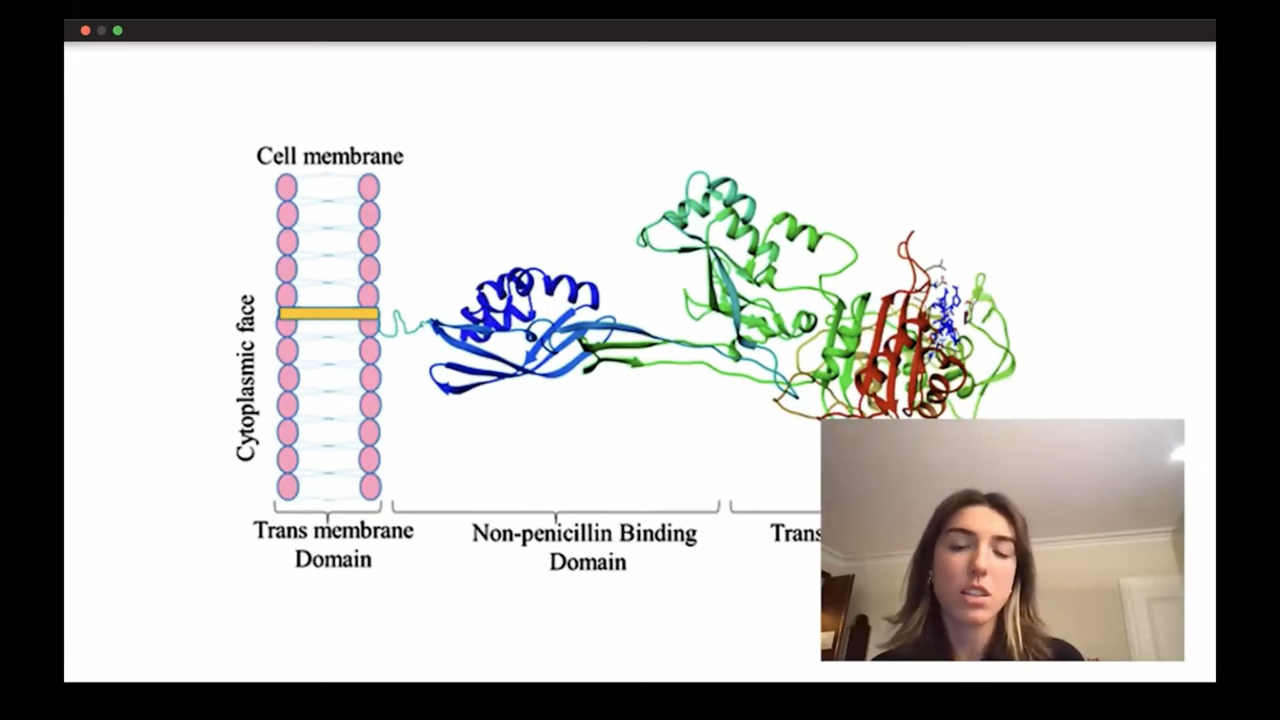 Cell membrane
Cytoplasmic face
Trans membrane
Domain
Non-penicillin Binding
Domain
Trans